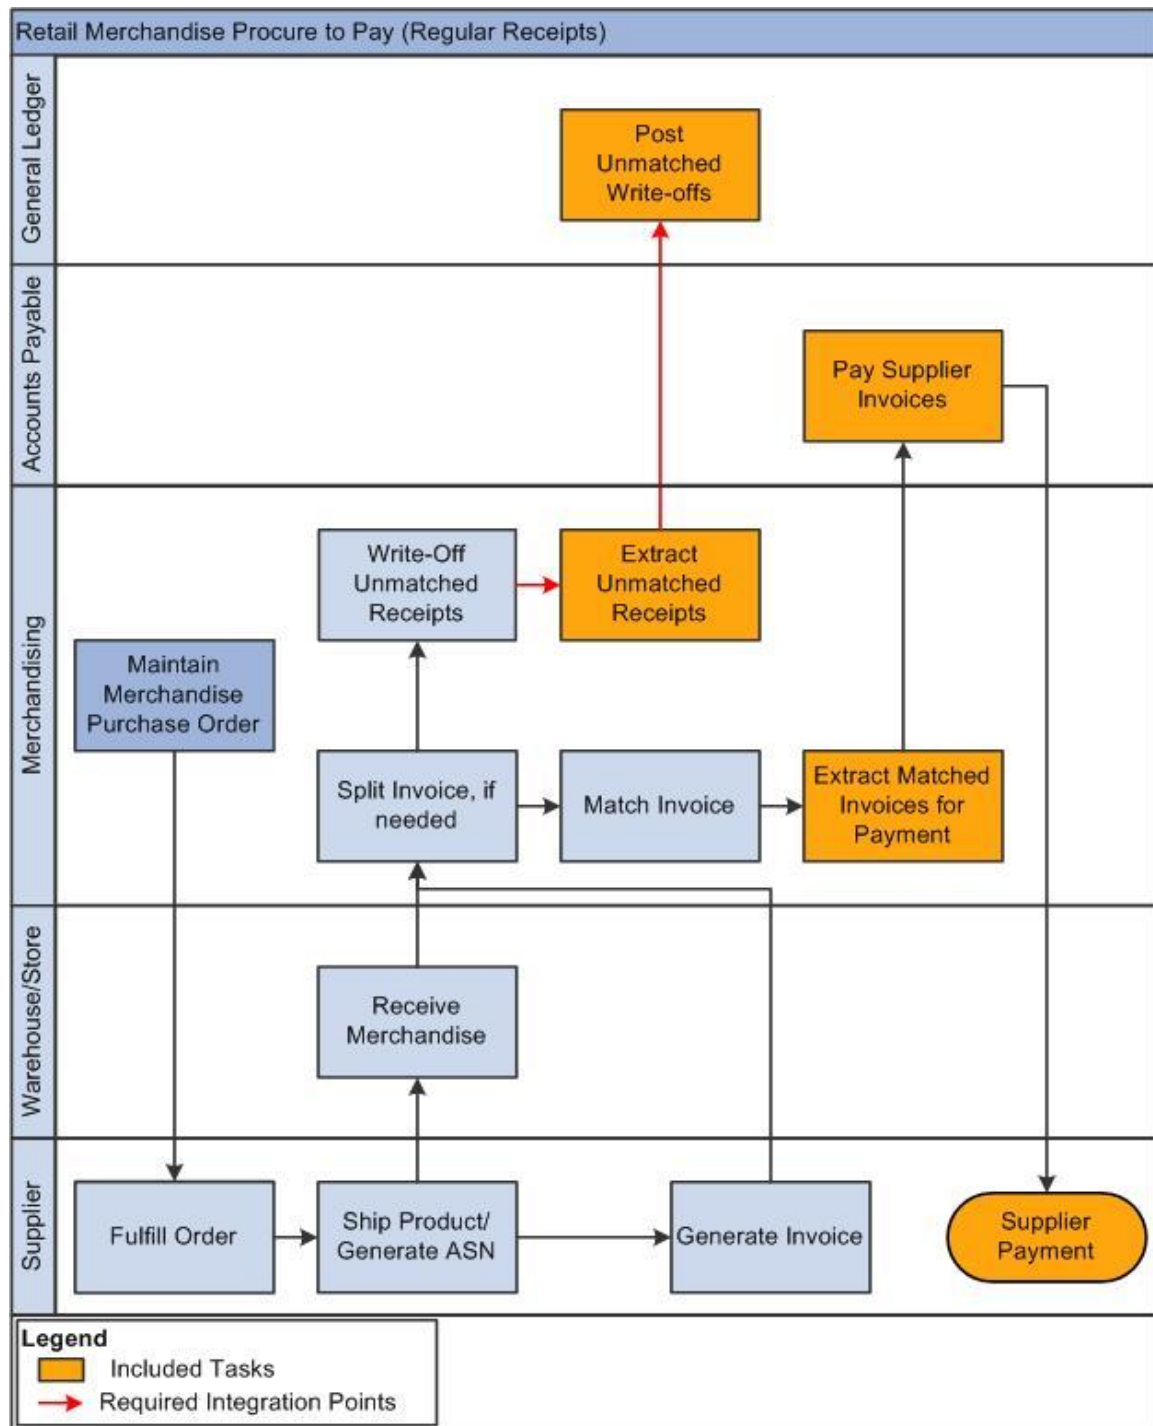 Retail Merchandise Procure to Pay (Regular Receipts)
General Ledger
Post
Unmatched
Write-offs
Accounts Payable
Pay Supplier
Invoices
Merchandising
Write-Off
Unmatched
Receipts
Extract
Unmatched
Receipts
Maintain
Merchandise
Purchase Order
Split Invoice, if
needed
Match Invoice
Extract Matched
Invoices for
Payment
Warehouse/Store
Receive
Merchandise
Supplier
Fulfill Order
Ship Product/
Generate ASN
Generate Invoice
Supplier
Payment
Legend
Included Tasks
Required Integration Points